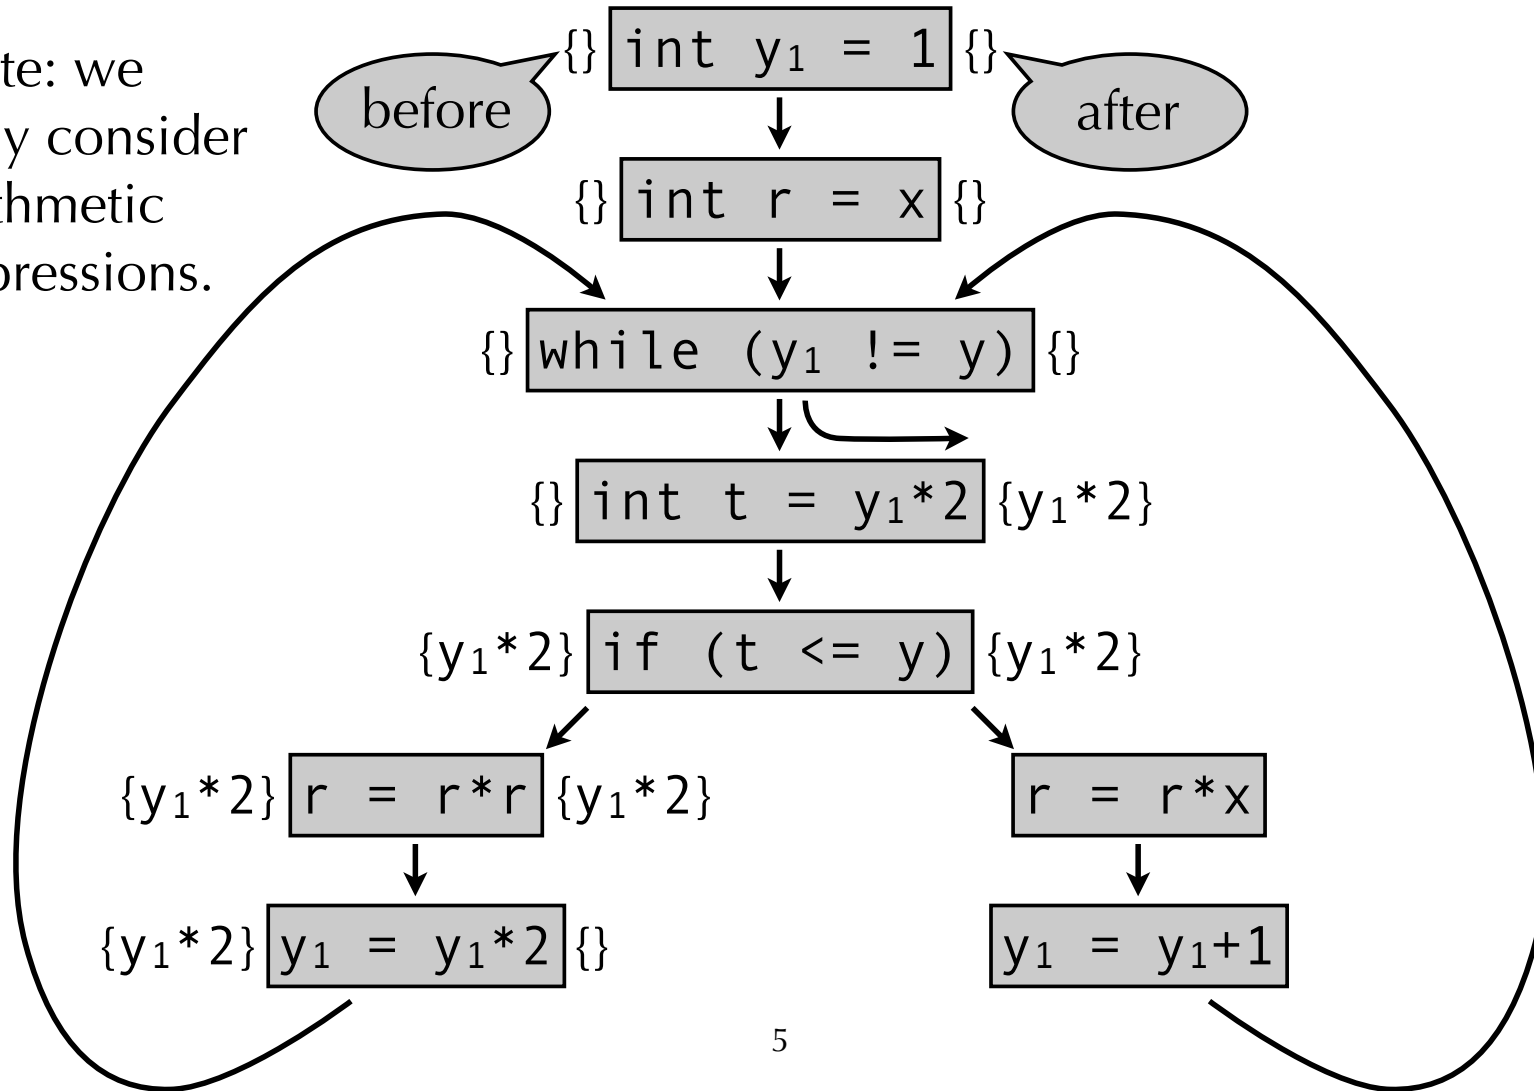 te: we
y consider
thmetic
pressions.
before
after
{} int y₁ = 1 {}
{} int r = x {}
{} while (y₁ != y) {}
{} int t = y₁*2 {y₁*2}
{y₁*2} if (t <= y) {y₁*2}
{y₁*2} r = r*r {y₁*2}
r = r*x
{y₁*2} y₁ = y₁*2 {}
y₁ = y₁+1
5